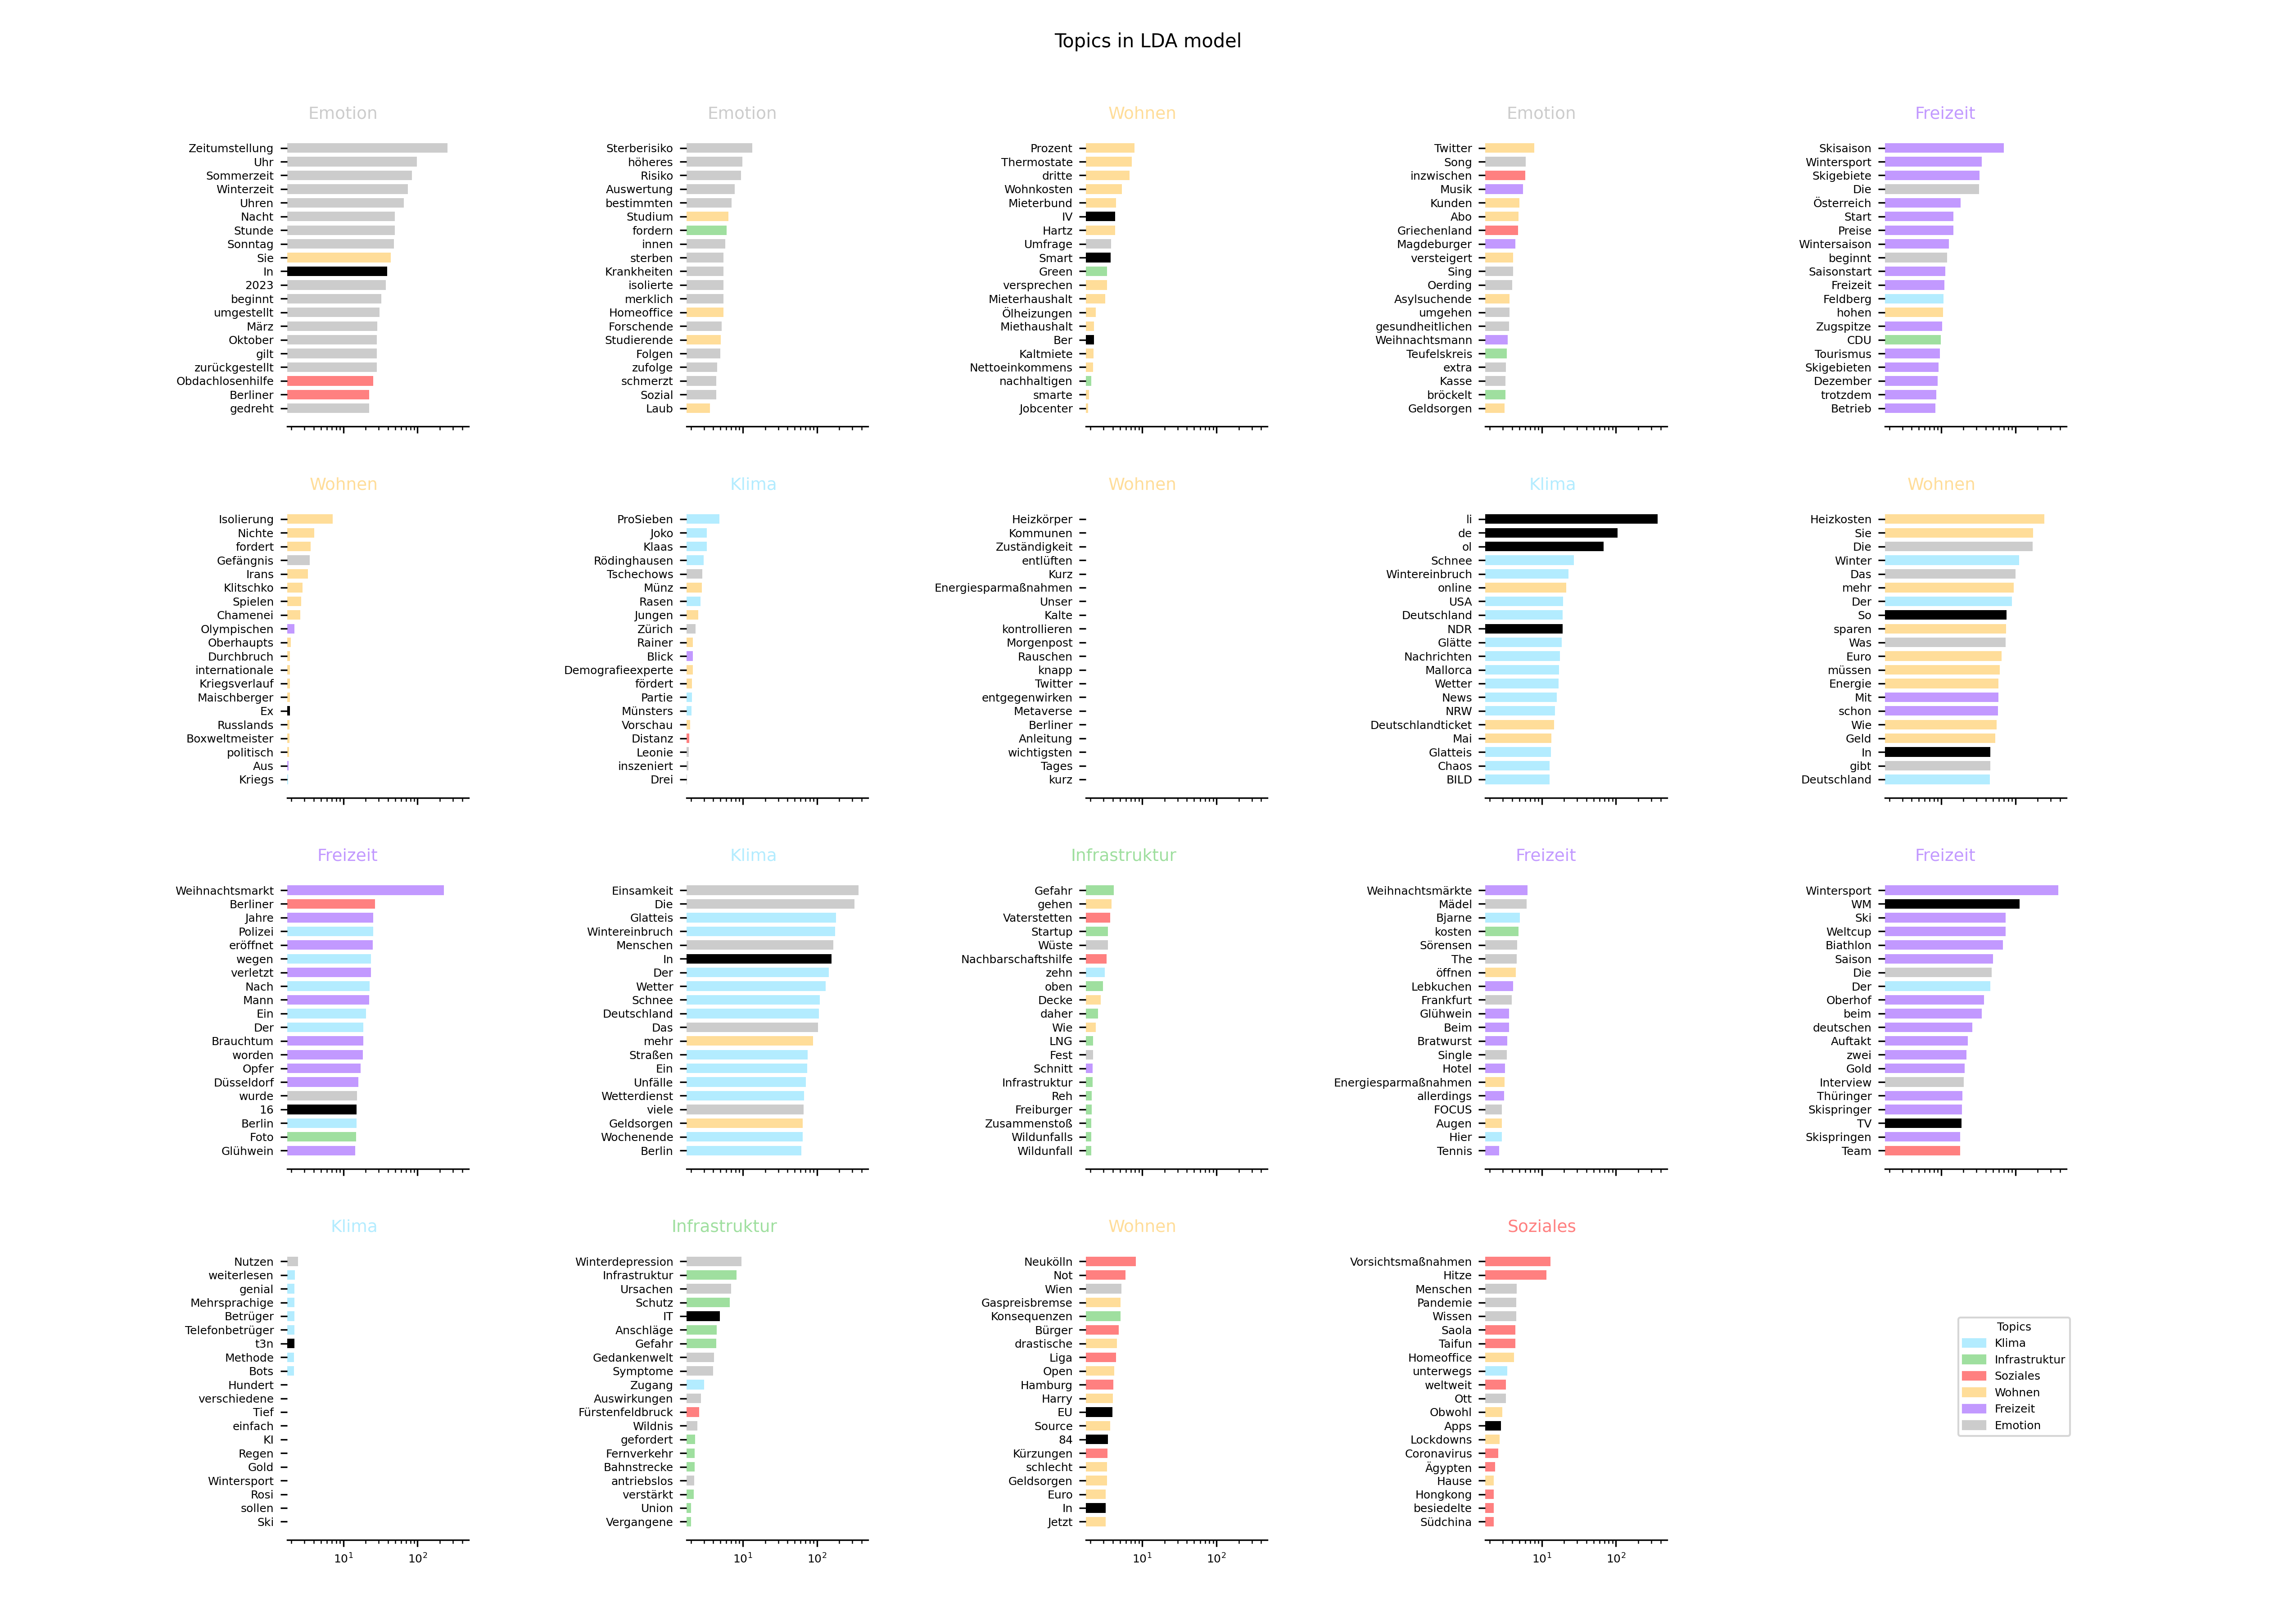 Topics in LDA model
Emotion
Zeitumstellung
Uhr
Sommerzeit
Winterzeit
Uhren
Nacht
Stunde
Sonntag
Sie
In
2023
beginnt
umgestellt
März
Oktober
gilt
zurückgestellt
Obdachlosenhilfe
Berliner
gedreht
Emotion
Sterberisiko
höheres
Risiko
Auswertung
bestimmten
Studium
fordern
innen
sterben
Krankheiten
isolierte
merklich
Homeoffice
Forschende
Studierende
Folgen
zufolge
schmerzt
Sozial
Laub
Wohnen
Prozent
Thermostate
dritte
Wohnkosten
Mieterbund
IV
Hartz
Umfrage
Smart
Green
versprechen
Mieterhaushalt
Ölheizungen
Miethaushalt
Ber
Kaltmiete
Nettoeinkommens
nachhaltigen
smarte
Jobcenter
Emotion
Twitter
Song
inzwischen
Musik
Kunden
Abo
Griechenland
Magdeburger
versteigert
Sing
Oerding
Asylsuchende
umgehen
gesundheitlichen
Weihnachtsmann
Teufelskreis
extra
Kasse
bröckelt
Geldsorgen
Freizeit
Skisaison
Wintersport
Skigebiete
Die
Österreich
Start
Preise
Wintersaison
beginnt
Saisonstart
Freizeit
Feldberg
hohen
Zugspitze
CDU
Tourismus
Skigebieten
Dezember
trotzdem
Betrieb
Wohnen
Isolierung
Nichte
fordert
Gefängnis
Irans
Klitschko
Spielen
Chamenei
Olympischen
Oberhaupts
Durchbruch
internationale
Kriegsverlauf
Maischberger
Ex
Russlands
Boxweltmeister
politisch
Aus
Kriegs
Klima
ProSieben
Joko
Klaas
Rödinghausen
Tschechows
Münz
Rasen
Jungen
Zürich
Rainer
Blick
Demografieexperte
fördert
Partie
Münsters
Vorschau
Distanz
Leonie
inszeniert
Drei
Wohnen
Heizkörper
Kommunen
Zuständigkeit
entlüften
Kurz
Energiesparmaßnahmen
Unser
Kalte
kontrollieren
Morgenpost
Rauschen
knapp
Twitter
entgegenwirken
Metaverse
Berliner
Anleitung
wichtigsten
Tages
kurz
Klima
li
de
ol
Schnee
Wintereinbruch
online
USA
Deutschland
NDR
Glätte
Nachrichten
Mallorca
Wetter
News
NRW
Deutschlandticket
Mai
Glatteis
Chaos
BILD
Wohnen
Heizkosten
Sie
Die
Winter
Das
mehr
Der
So
sparen
Was
Euro
müssen
Energie
Mit
schon
Wie
Geld
In
gibt
Deutschland
Freizeit
Weihnachtsmarkt
Berliner
Jahre
Polizei
eröffnet
wegen
verletzt
Nach
Mann
Ein
Der
Brauchtum
worden
Opfer
Düsseldorf
wurde
16
Berlin
Foto
Glühwein
Klima
Einsamkeit
Die
Glatteis
Wintereinbruch
Menschen
In
Der
Wetter
Schnee
Deutschland
Das
mehr
Straßen
Ein
Unfälle
Wetterdienst
viele
Geldsorgen
Wochenende
Berlin
Infrastruktur
Gefahr
gehen
Vaterstetten
Startup
Wüste
Nachbarschaftshilfe
zehn
oben
Decke
daher
Wie
LNG
Fest
Schnitt
Infrastruktur
Reh
Freiburger
Zusammenstoß
Wildunfalls
Wildunfall
Freizeit
Weihnachtsmärkte
Mädel
Bjarne
kosten
Sörensen
The
öffnen
Lebkuchen
Frankfurt
Glühwein
Beim
Bratwurst
Single
Hotel
Energiesparmaßnahmen
allerdings
FOCUS
Augen
Hier
Tennis
Freizeit
Wintersport
WM
Ski
Weltcup
Biathlon
Saison
Die
Der
Oberhof
beim
deutschen
Auftakt
zwei
Gold
Interview
Thüringer
Skispringer
TV
Skispringen
Team
Klima
Nutzen
weiterlesen
genial
Mehrsprachige
Betrüger
Telefonbetrüger
t3n
Methode
Bots
Hundert
verschiedene
Tief
einfach
KI
Regen
Gold
Wintersport
Rosi
sollen
Ski
10¹ 10²
Infrastruktur
Winterdepression
Infrastruktur
Ursachen
Schutz
IT
Anschläge
Gefahr
Gedankenwelt
Symptome
Zugang
Auswirkungen
Fürstenfeldbruck
Wildnis
gefordert
Fernverkehr
Bahnstrecke
antriebslos
verstärkt
Union
Vergangene
10¹ 10²
Wohnen
Neukölln
Not
Wien
Gaspreisbremse
Konsequenzen
Bürger
drastische
Liga
Open
Hamburg
Harry
EU
Source
84
Kürzungen
schlecht
Geldsorgen
Euro
In
Jetzt
10¹ 10²
Soziales
Vorsichtsmaßnahmen
Hitze
Menschen
Pandemie
Wissen
Saola
Taifun
Homeoffice
unterwegs
weltweit
Ott
Obwohl
Apps
Lockdowns
Coronavirus
Ägypten
Hause
Hongkong
besiedelte
Südchina
10¹ 10²
Topics
Klima
Infrastruktur
Soziales
Wohnen
Freizeit
Emotion